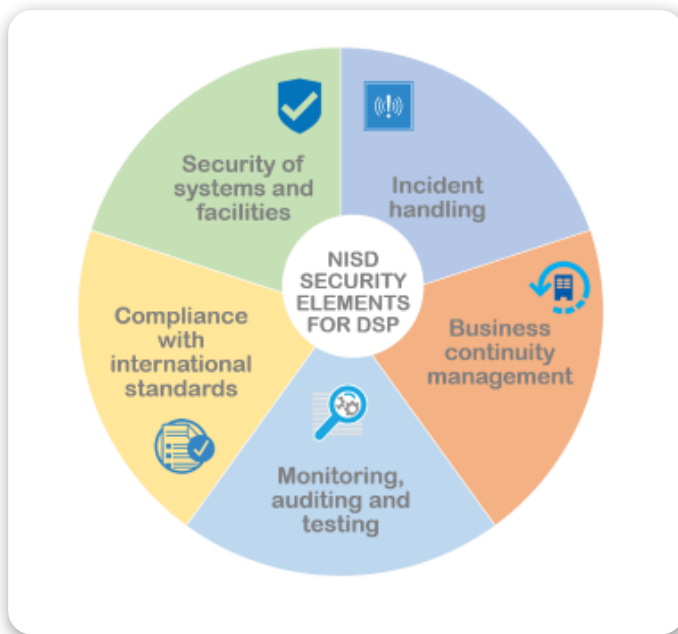 NISD
SECURITY
ELEMENTS
FOR DSP
Security of
systems and
facilities
Incident
handling
Business
continuity
management
Monitoring,
auditing and
testing
Compliance
with
international
standards